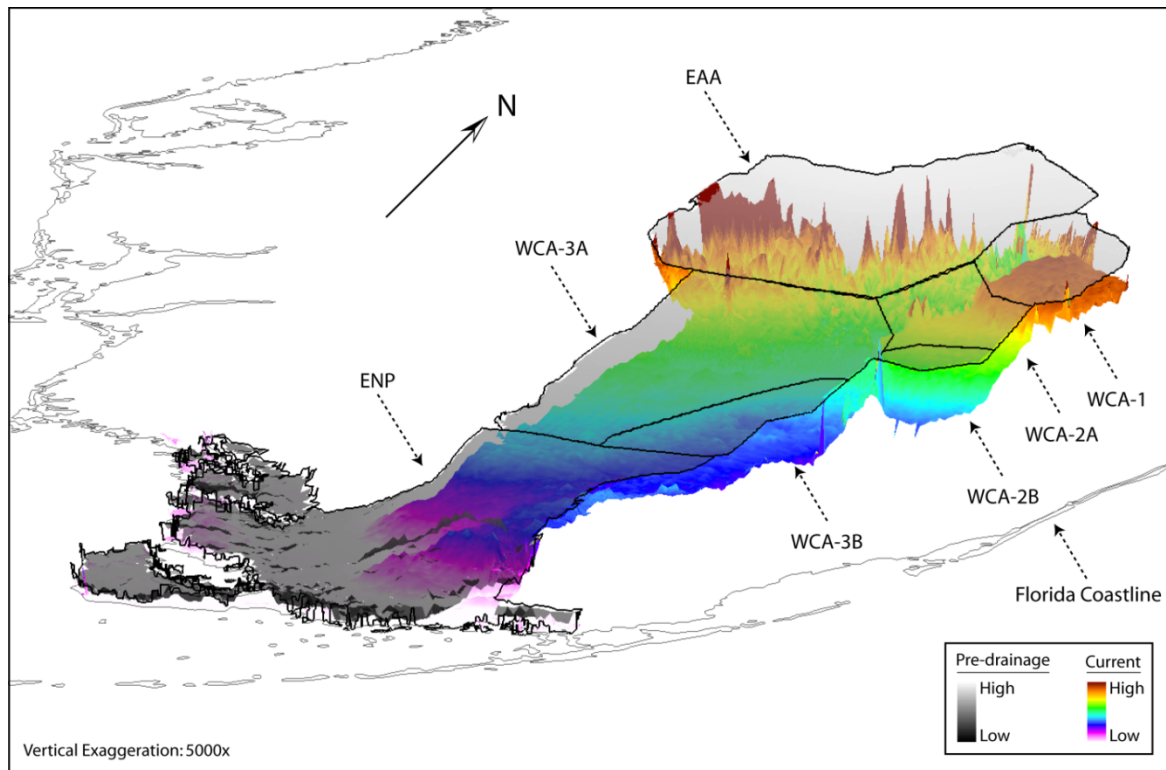 EAA
N
WCA-3A
ENP
WCA-1
WCA-2A
WCA-2B
WCA-3B
Florida Coastline
Pre-drainage Current
High High
Low Low
Vertical Exaggeration: 5000x